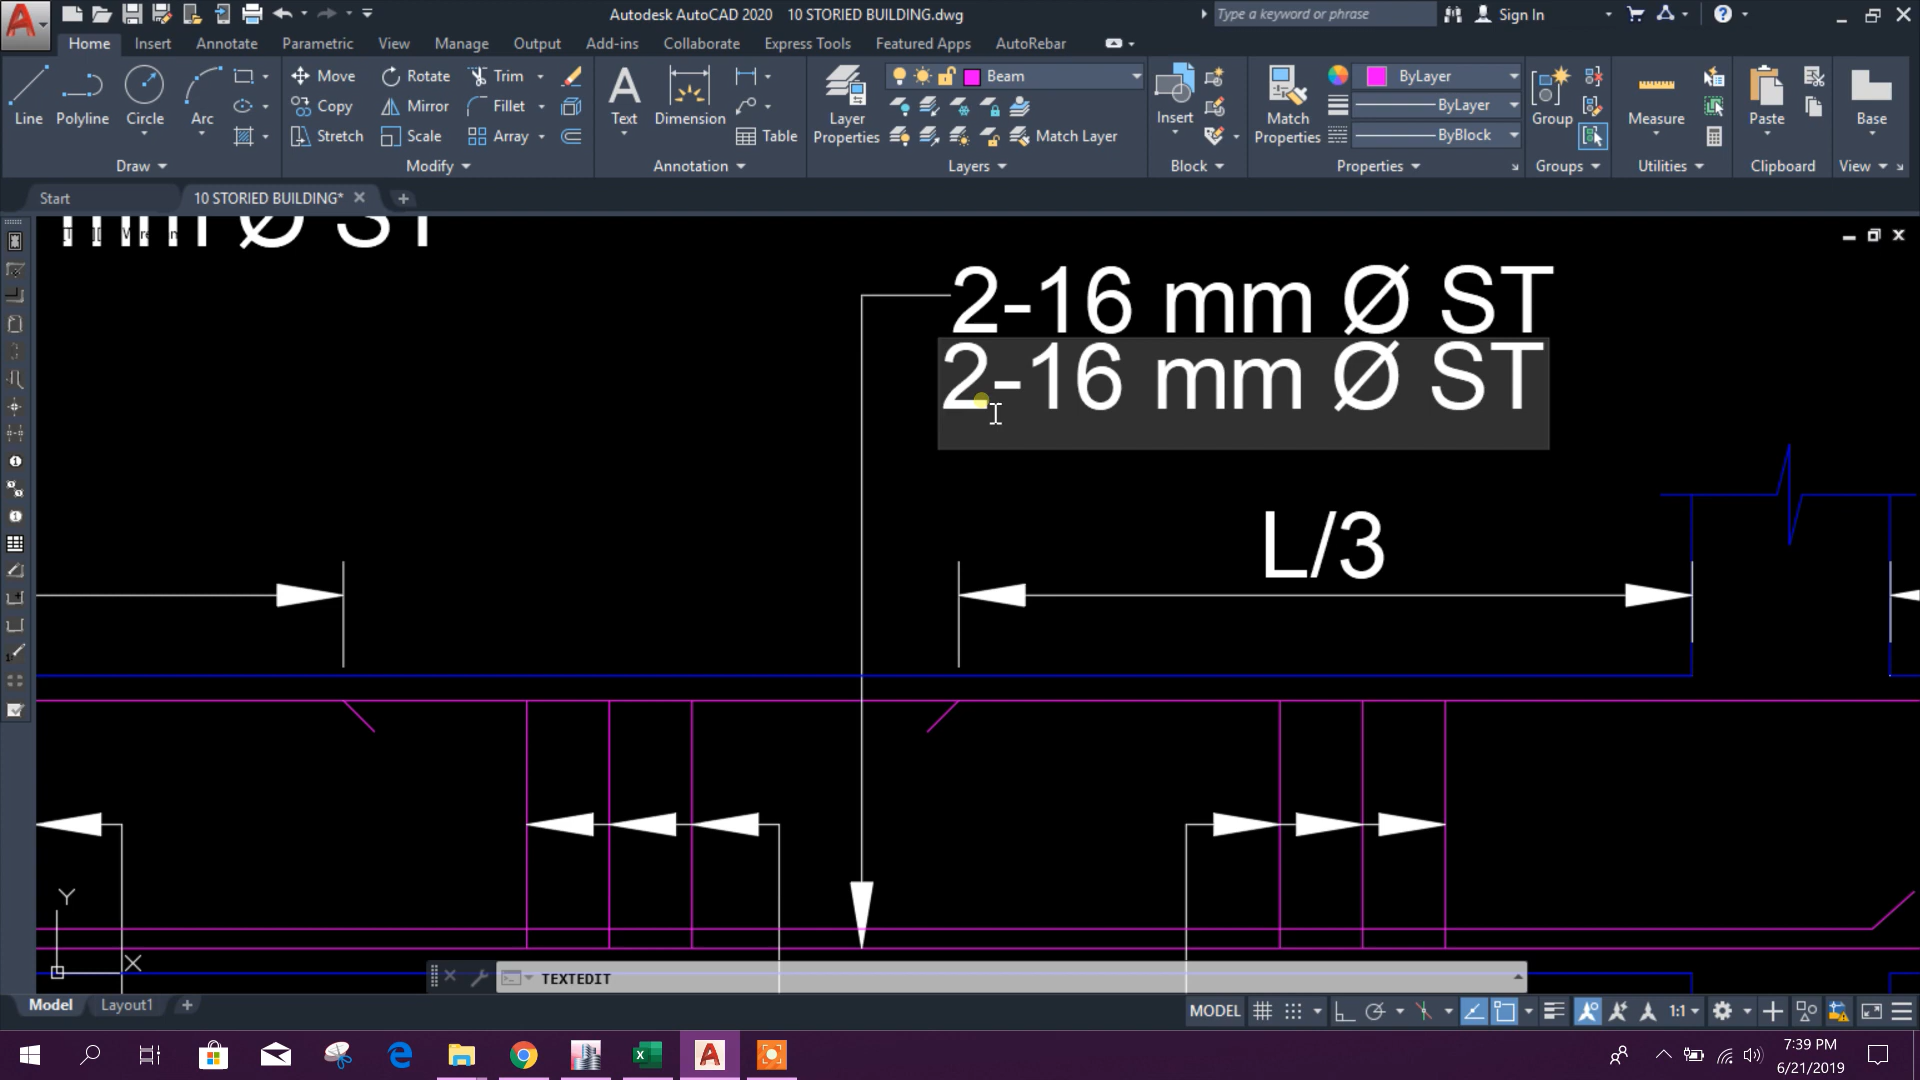 Autodesk AutoCAD 2020 10 STORIED BUILDING.dwg
Type a keyword or phrase
Sign In
Home Insert Annotate Parametric View Manage Output Add-ins Collaborate Express Tools Featured Apps AutoRebar
Line Polyline Circle Arc
Draw
Move Rotate Trim
Copy Mirror Fillet
Stretch Scale Array
Modify
Text Dimension Table
Annotation
Layer Properties
Beam
Match Layer
Layers
Insert
Block
Match Properties
ByLayer
ByLayer
ByBlock
Properties
Group
Groups
Measure
Utilities
Paste
Clipboard
Base
View
Start 10 STORIED BUILDING*
mm Ø ST
2-16 mm Ø ST
2-16 mm Ø ST
L/3
Y
X
TEXTEDIT
Model Layout1
MODEL 1:1
7:39 PM
6/21/2019